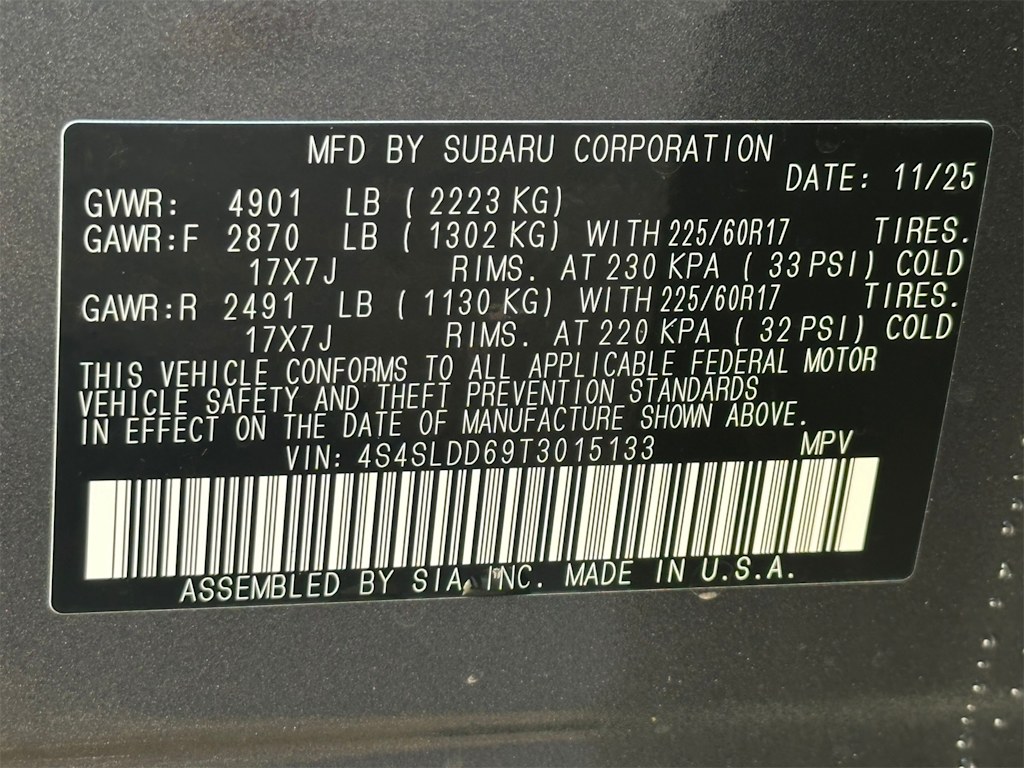 MFD BY SUBARU CORPORATION
DATE: 11/25
GVWR: 4901 LB ( 2223 KG)
GAWR:F 2870 LB ( 1302 KG) WITH 225/60R17 TIRES.
17X7J RIMS. AT 230 KPA ( 33 PSI) COLD
GAWR:R 2491 LB ( 1130 KG) WITH 225/60R17 TIRES.
17X7J RIMS. AT 220 KPA ( 32 PSI) COLD
THIS VEHICLE CONFORMS TO ALL APPLICABLE FEDERAL MOTOR
VEHICLE SAFETY AND THEFT PREVENTION STANDARDS
IN EFFECT ON THE DATE OF MANUFACTURE SHOWN ABOVE.
VIN: 4S4SLDD69T3015133 MPV
ASSEMBLED BY SIA, INC. MADE IN U.S.A.